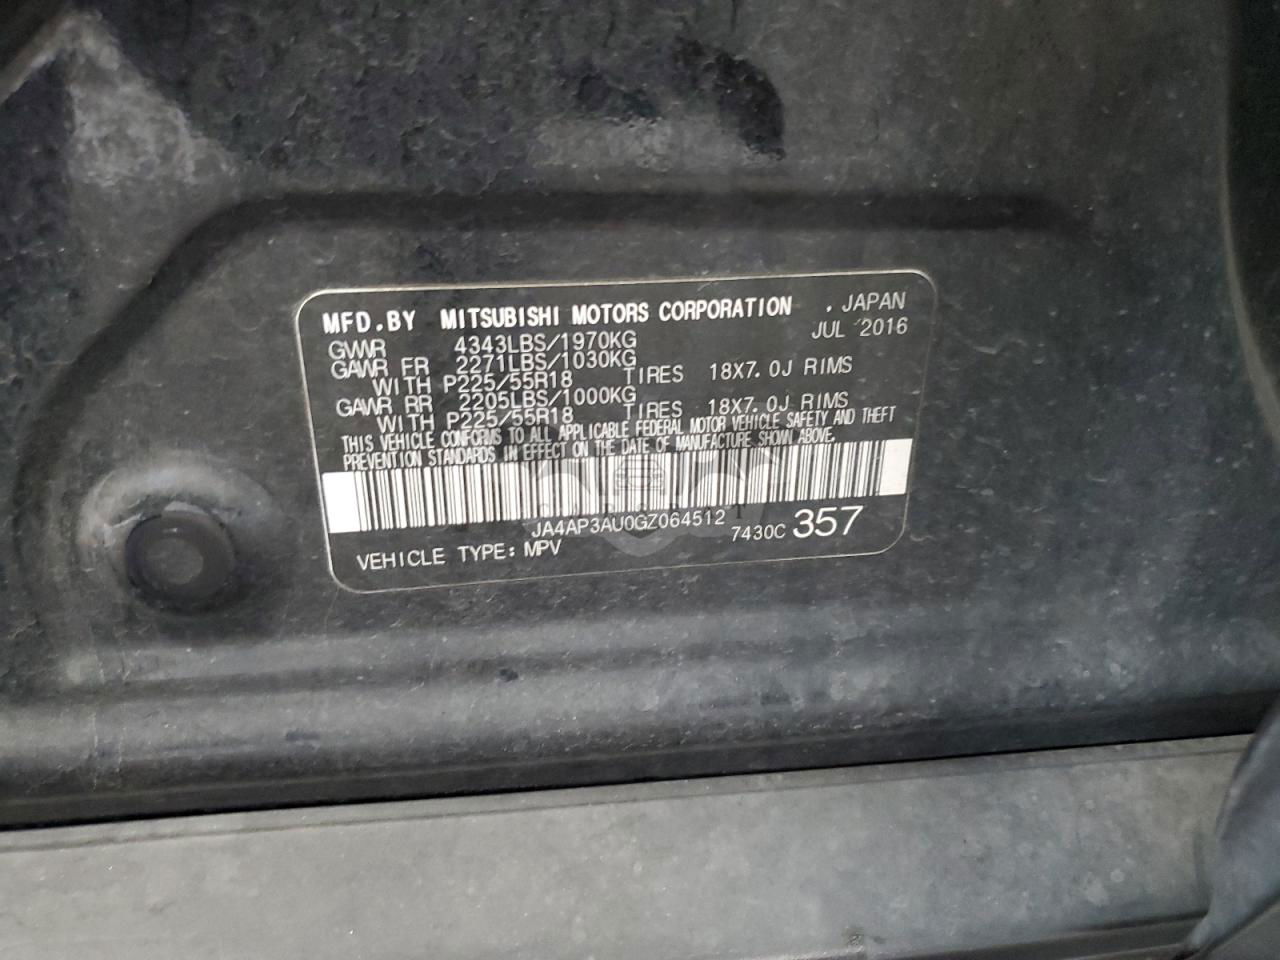 MFD.BY MITSUBISHI MOTORS CORPORATION , JAPAN
JUL 2016
GVWR 4343LBS/1970KG
GAWR FR 2271LBS/1030KG
WITH P225/55R18 TIRES 18X7.0J RIMS
GAWR RR 2205LBS/1000KG
WITH P225/55R18 TIRES 18X7.0J RIMS
THIS VEHICLE CONFORMS TO ALL APPLICABLE FEDERAL MOTOR VEHICLE SAFETY AND THEFT
PREVENTION STANDARDS IN EFFECT ON THE DATE OF MANUFACTURE SHOWN ABOVE.
JA4AP3AU0GZ064512 7430C 357
VEHICLE TYPE: MPV